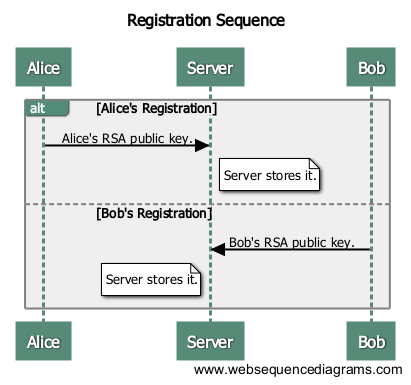 Registration Sequence
Alice Server Bob
alt [Alice's Registration]
Alice's RSA public key.
Server stores it.
[Bob's Registration]
Bob's RSA public key.
Server stores it.
Alice Server Bob
www.websequencediagrams.com